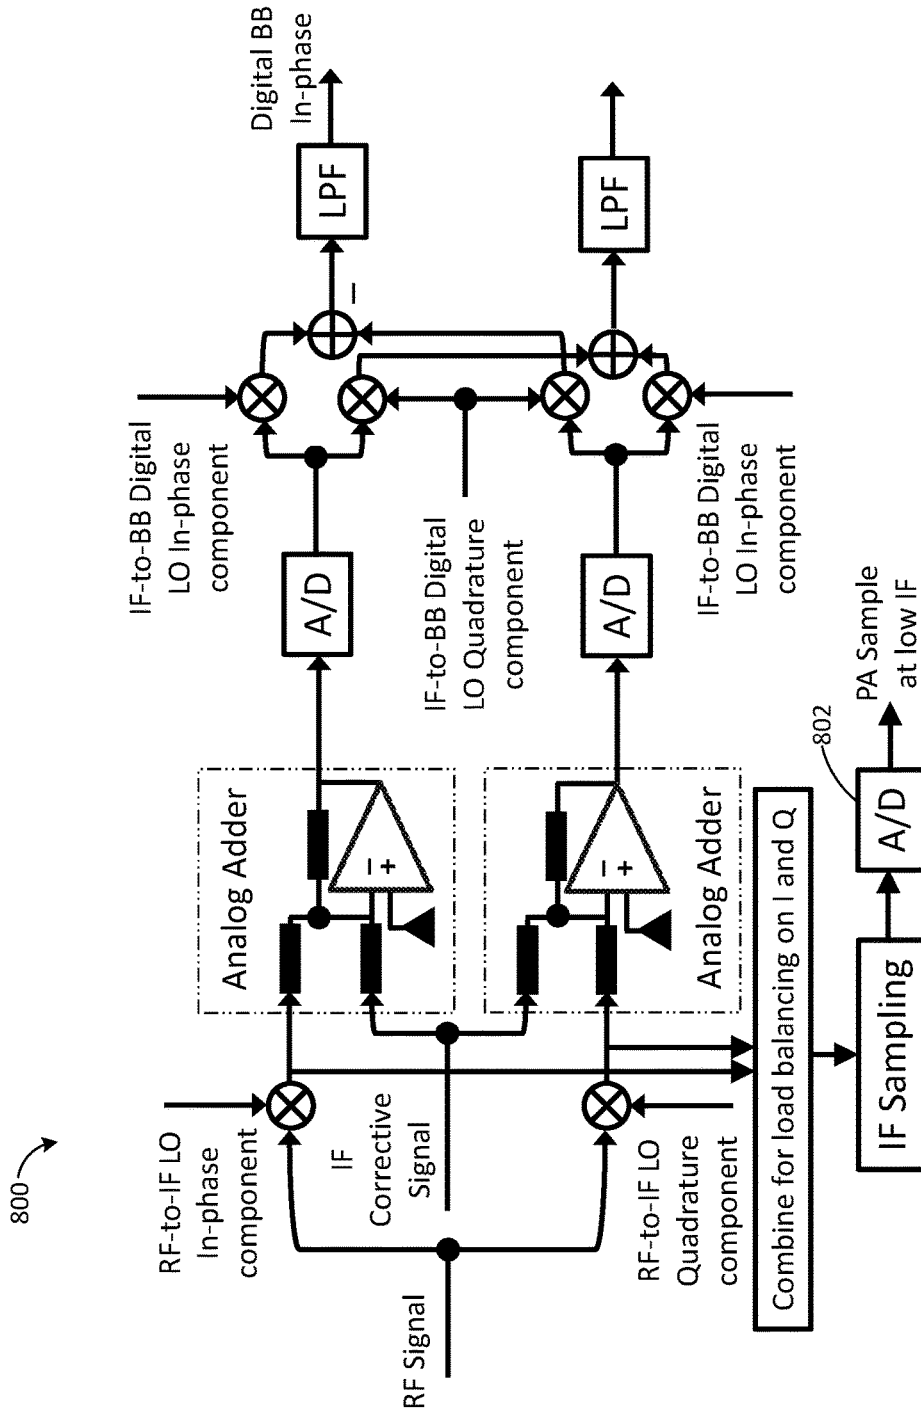 800
RF Signal
RF-to-IF LO
In-phase
component
IF
Corrective
Signal
RF-to-IF LO
Quadrature
component
Analog Adder
−
+
Analog Adder
−
+
Combine for load balancing on I and Q
IF Sampling
A/D
802
PA Sample
at low IF
A/D
A/D
IF-to-BB Digital
LO In-phase
component
IF-to-BB Digital
LO Quadrature
component
IF-to-BB Digital
LO In-phase
component
−
LPF
LPF
Digital BB
In-phase